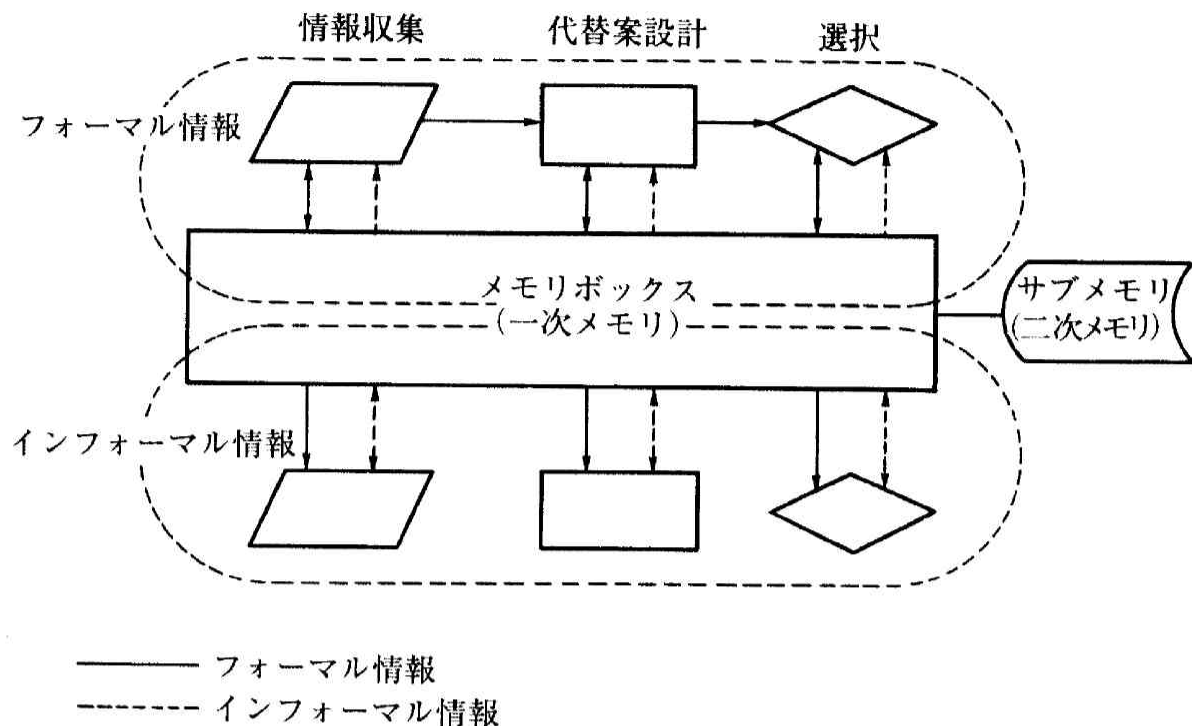 情報収集
代替案設計
選択
フォーマル情報
メモリボックス
(一次メモリ)
サブメモリ
(二次メモリ)
インフォーマル情報
フォーマル情報
インフォーマル情報